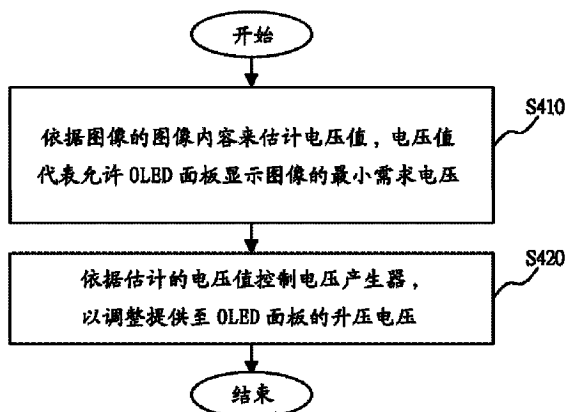 开始
S410
依据图像的图像内容来估计电压值，电压值
代表允许 OLED 面板显示图像的最小需求电压
S420
依据估计的电压值控制电压产生器，
以调整提供至 OLED 面板的升压电压
结束